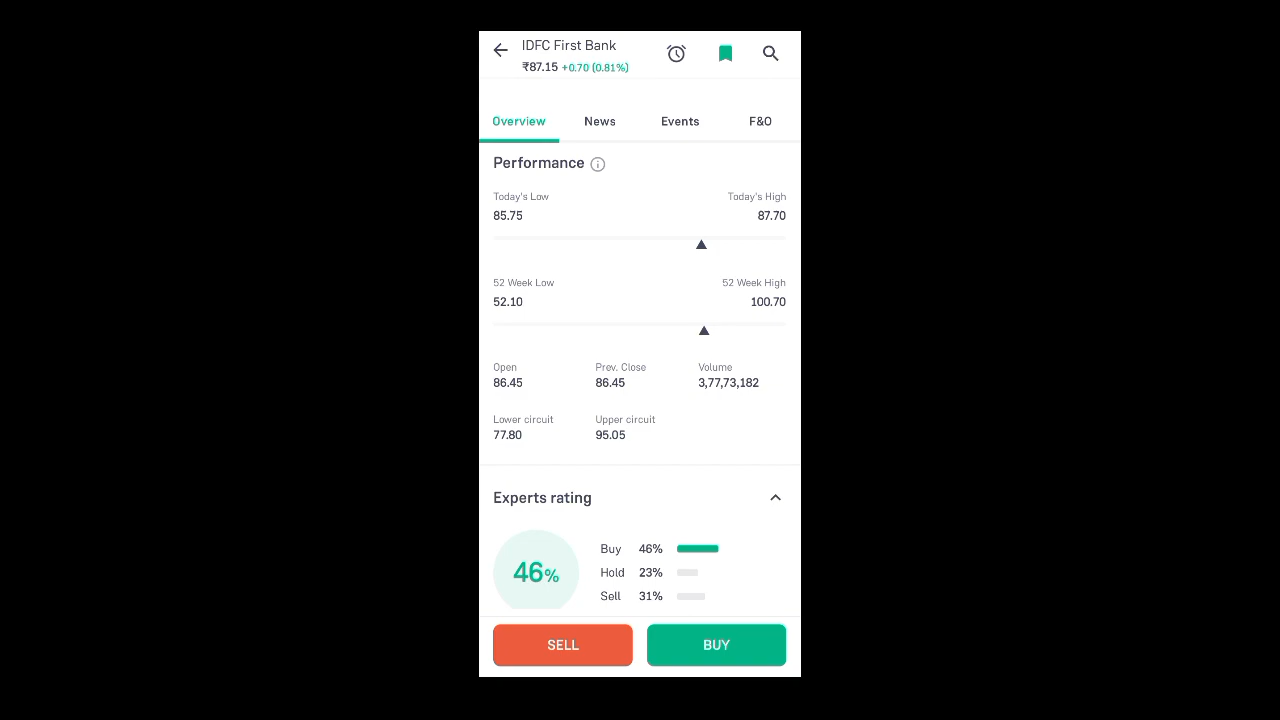 IDFC First Bank
₹87.15 +0.70 (0.81%)
Overview News Events F&O
Performance
Today's Low Today's High
85.75 87.70
52 Week Low 52 Week High
52.10 100.70
Open Prev. Close Volume
86.45 86.45 3,77,73,182
Lower circuit Upper circuit
77.80 95.05
Experts rating
46%
Buy 46%
Hold 23%
Sell 31%
SELL BUY